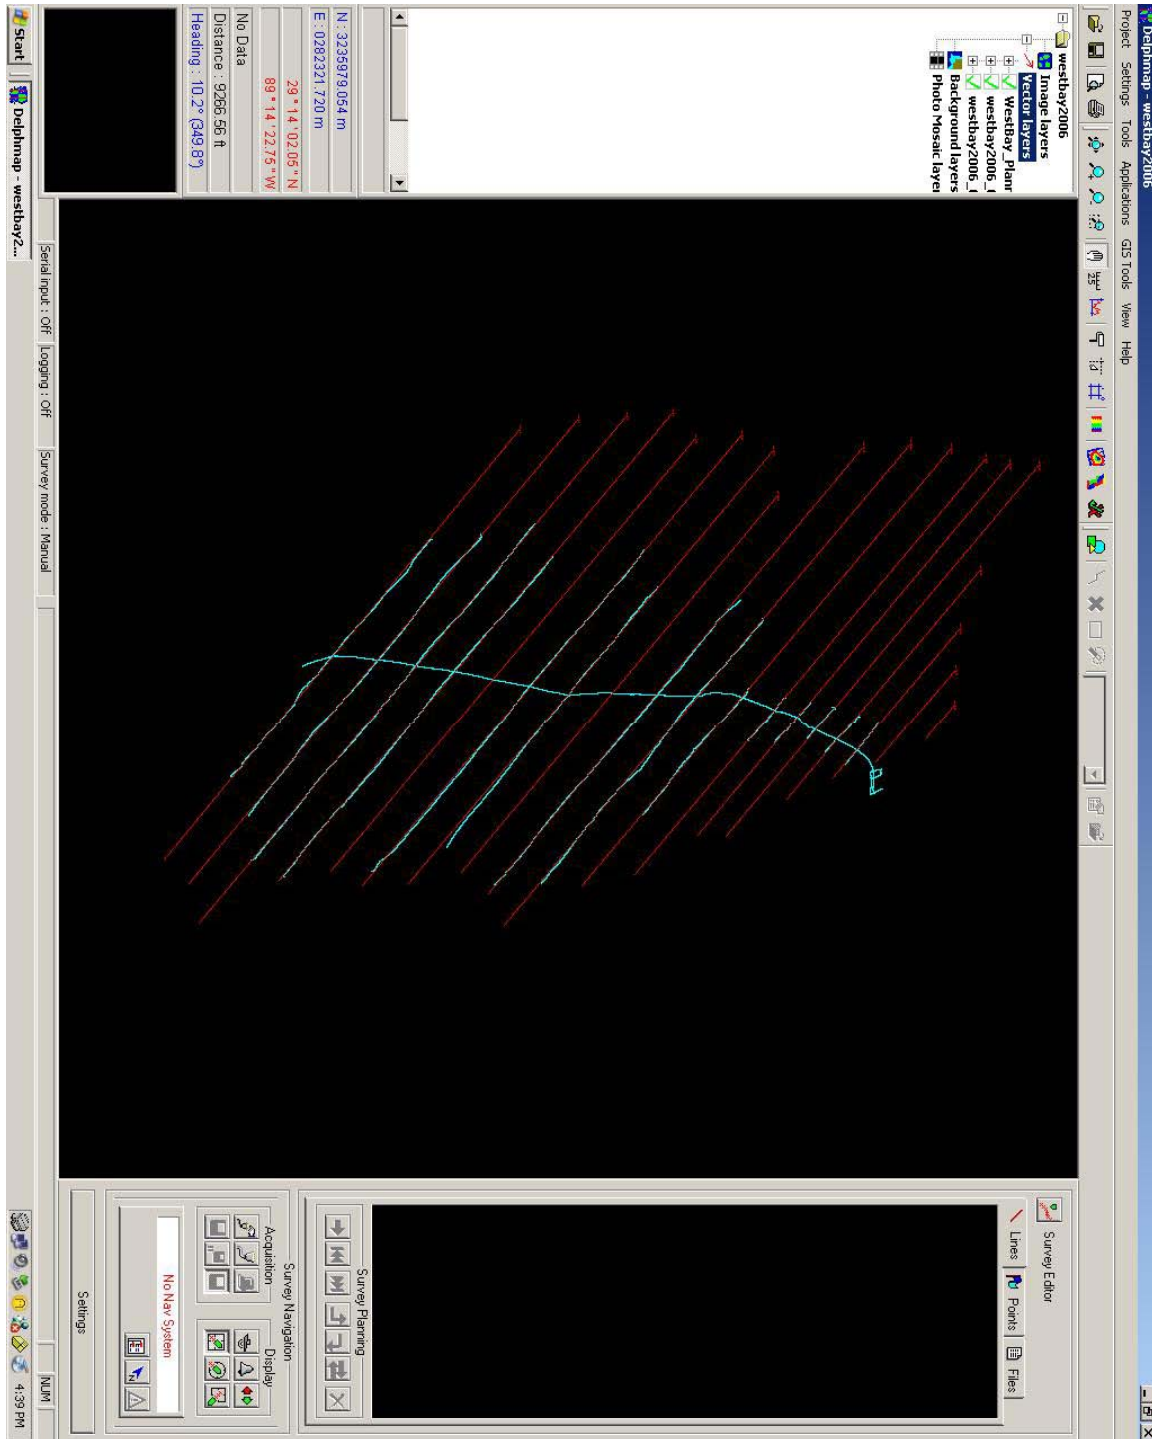 Delphmap - westbay2006
Project Settings Tools Applications GIS Tools View Help
25
westbay2006
Image layers
Vector layers
WestBay_Planr
westbay2006_(
westbay2006_(
Background layers
Photo Mosaic layer
N : 3235979.054 m
E : 0282321.720 m
29 ° 14 ' 02.05 " N
89 ° 14 ' 22.75 " W
No Data
Distance : 9266.56 ft
Heading : 10.2° (349.8°)
Survey Editor
Lines Points Files
Survey Planning
Survey Navigation
Acquisition Display
No Nav System
Settings
Serial input : Off Logging : Off Survey mode : Manual NUM
Start Delphmap - westbay2... 4:39 PM